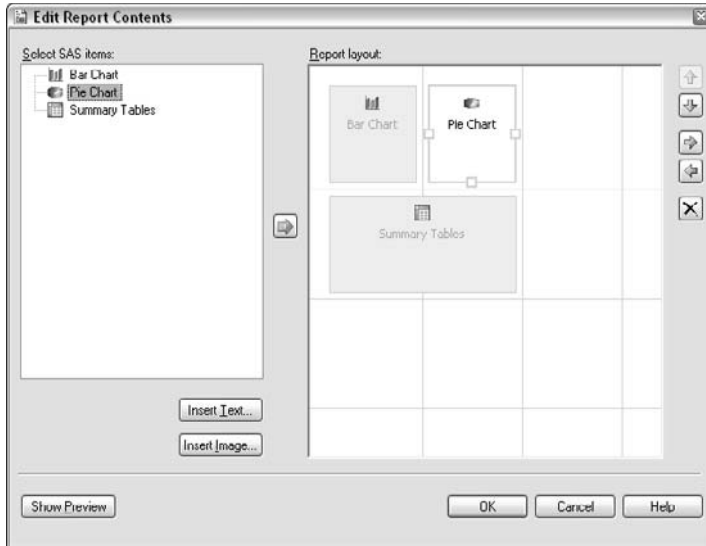 Edit Report Contents
Select SAS items:
Bar Chart
Pie Chart
Summary Tables
Report layout:
Bar Chart
Pie Chart
Summary Tables
Insert Text...
Insert Image...
Show Preview
OK
Cancel
Help